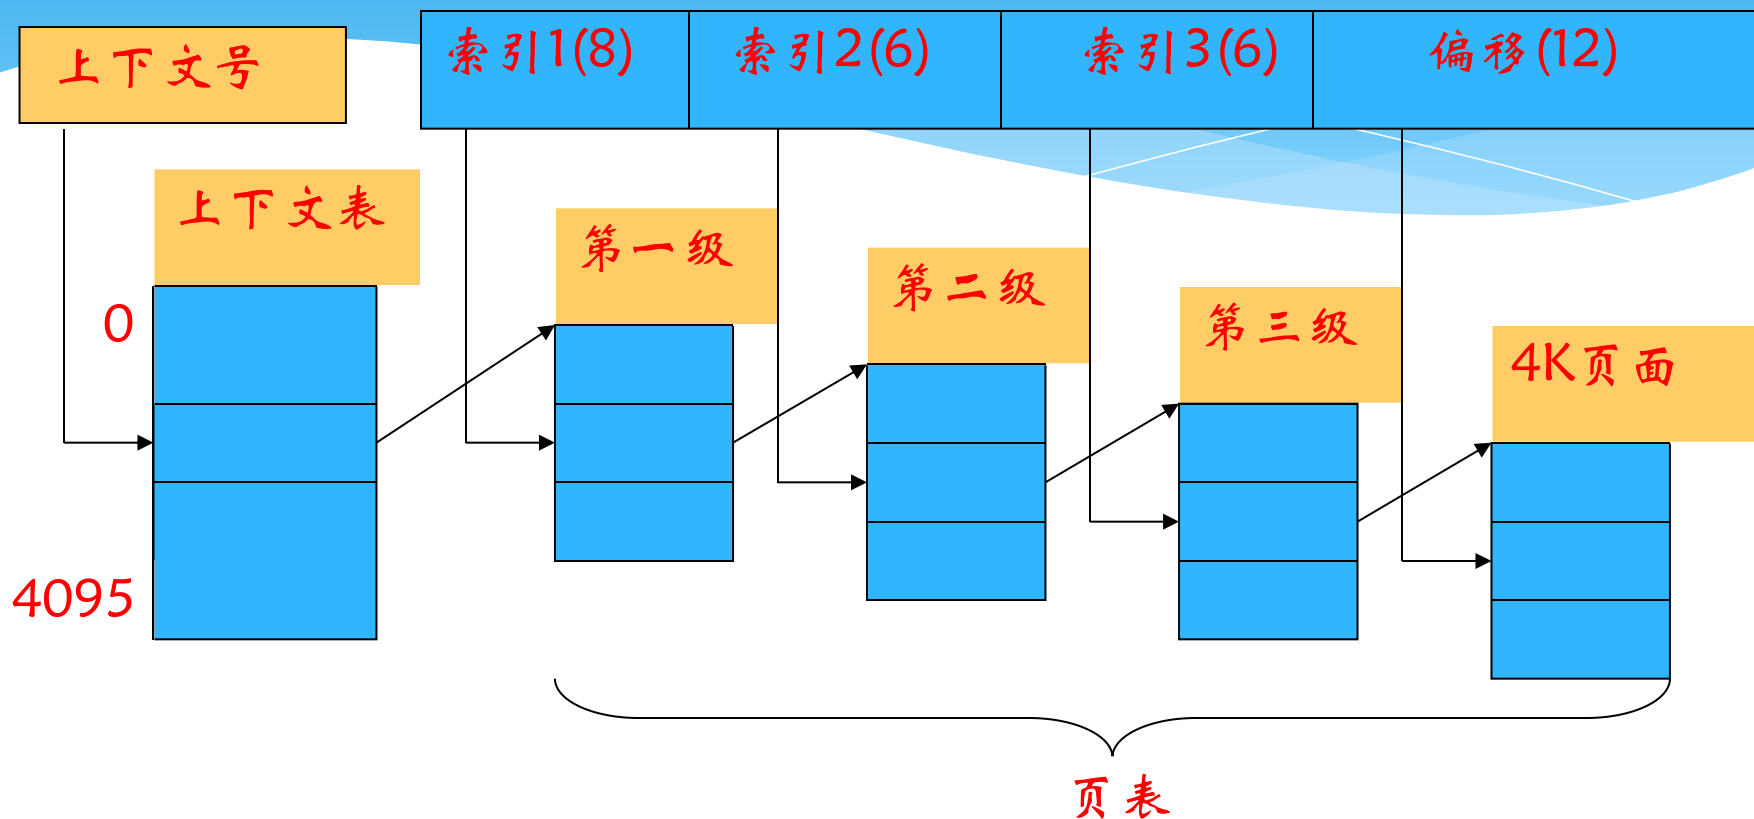 上下文号
索引1(8)
索引2(6)
索引3(6)
偏移(12)
上下文表
第一级
第二级
第三级
4K页面
0
4095
页表